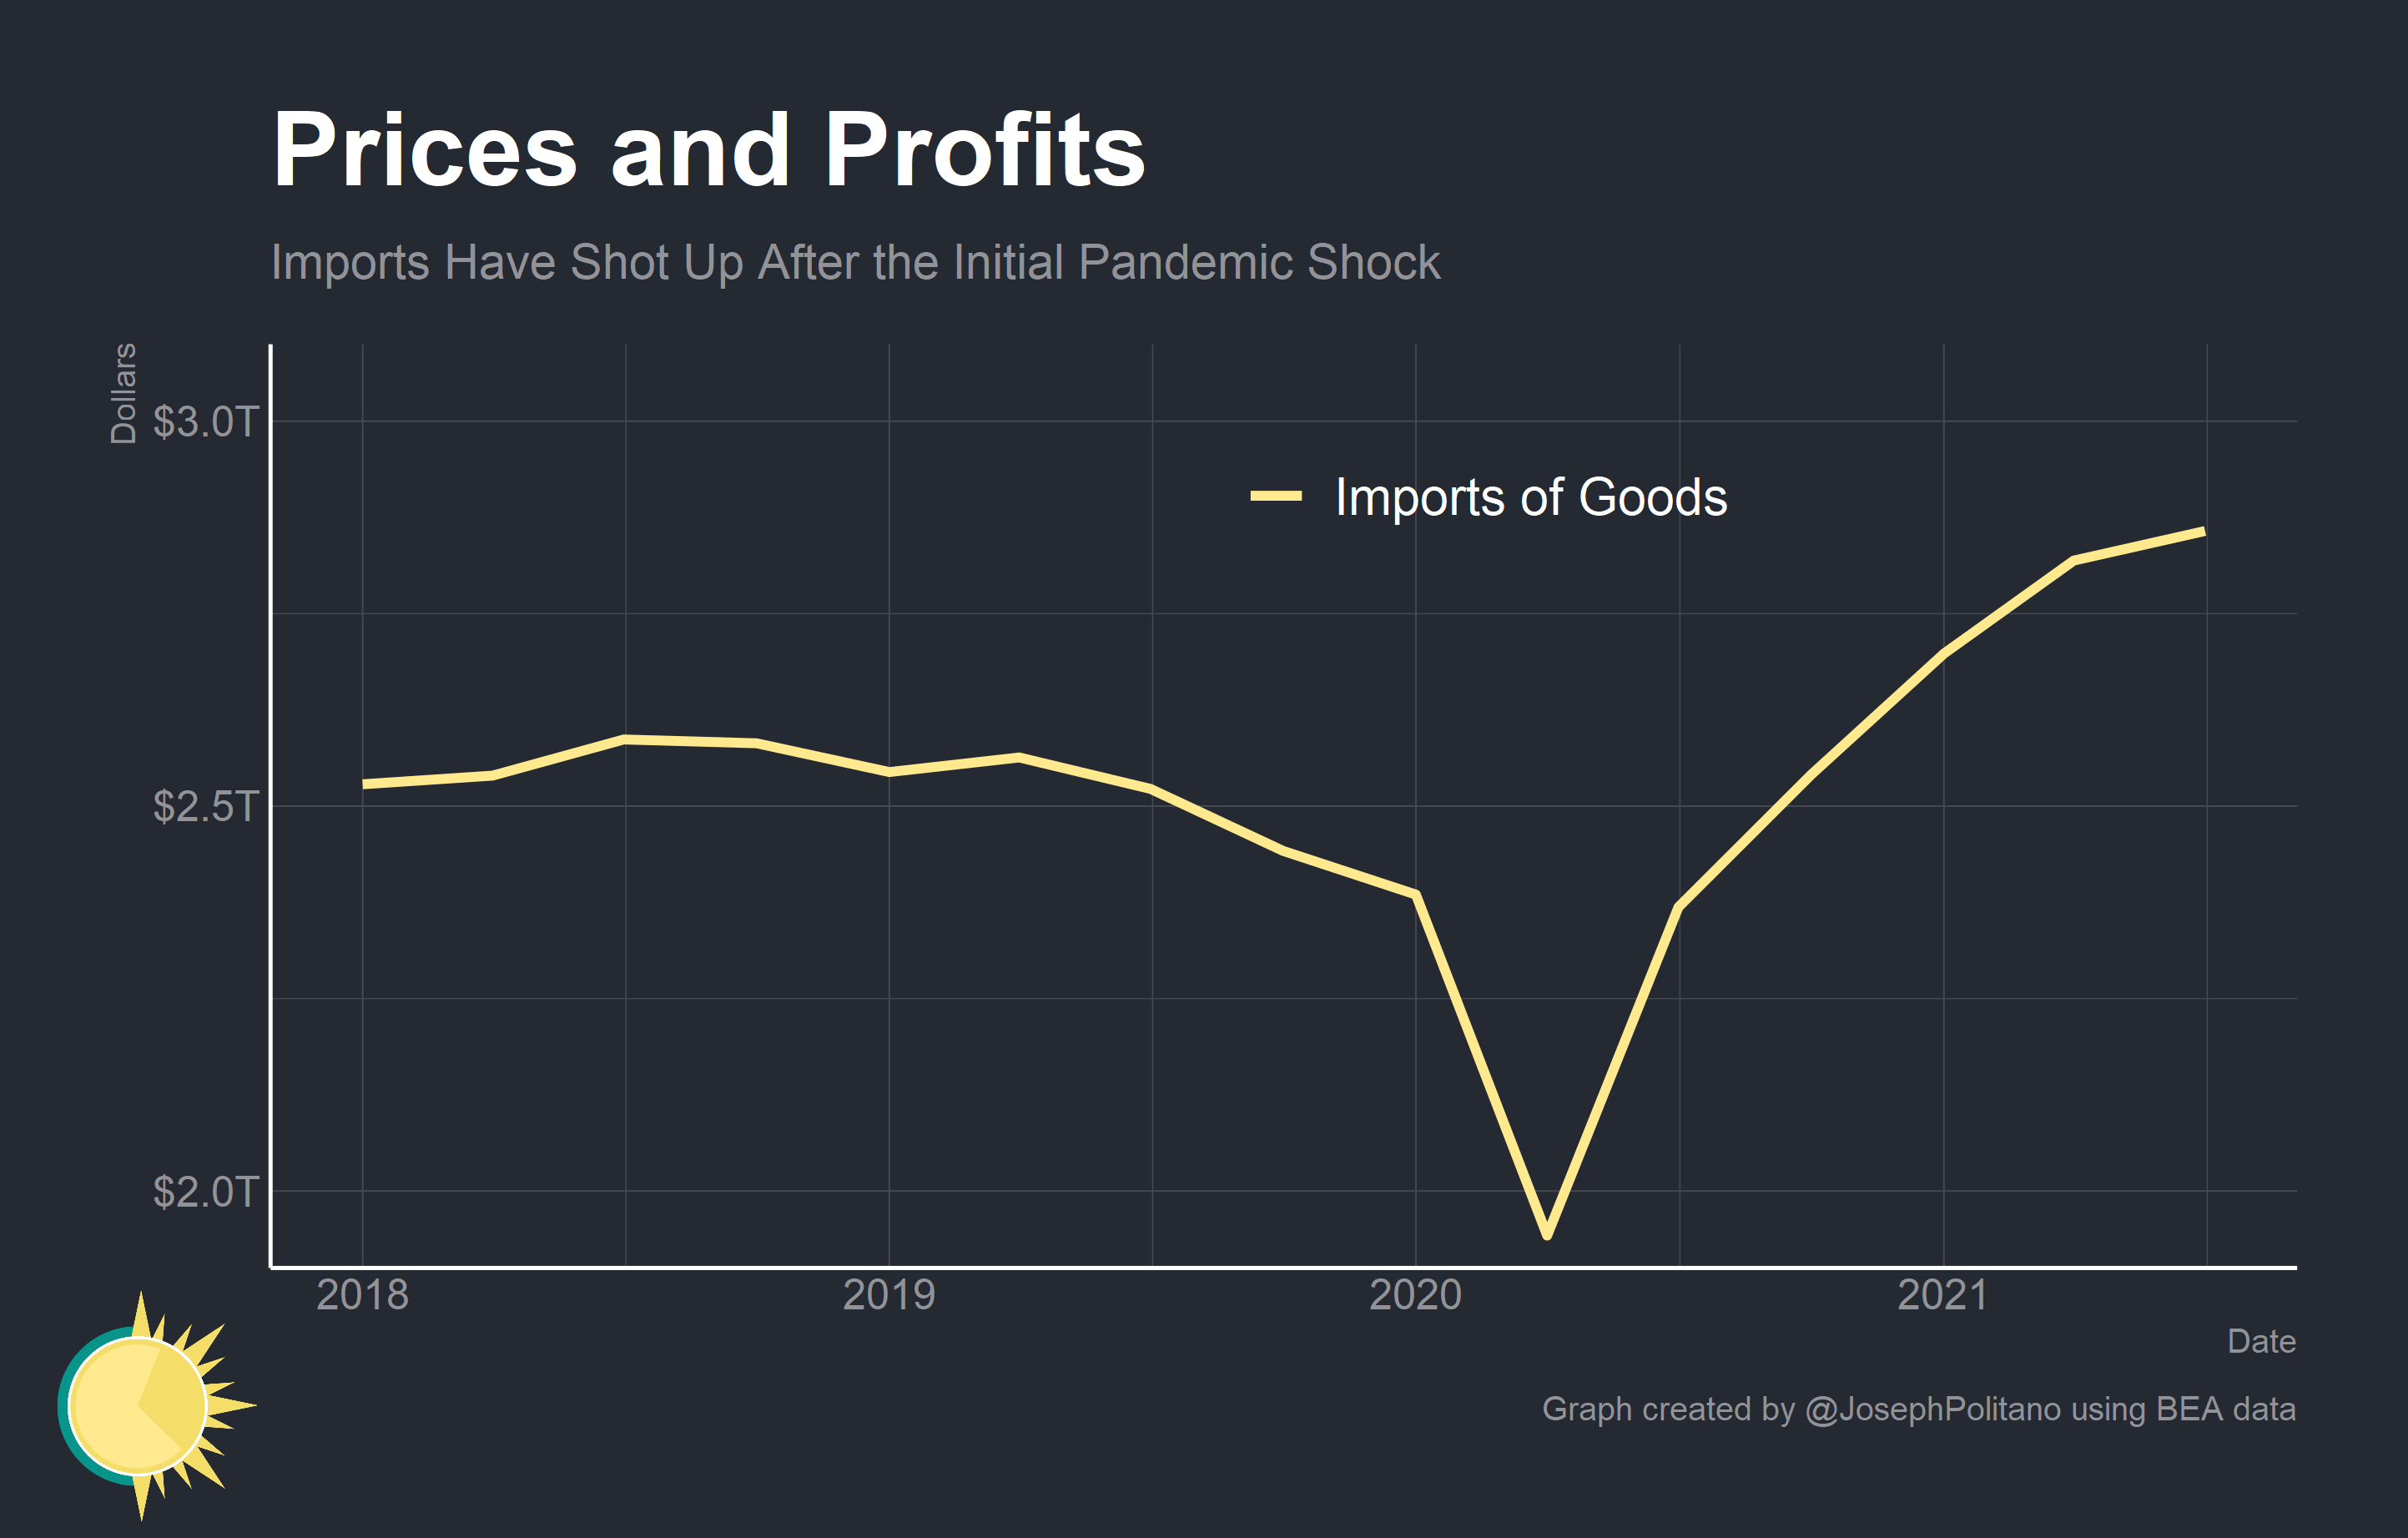 Prices and Profits
Imports Have Shot Up After the Initial Pandemic Shock
Dollars
$3.0T
Imports of Goods
$2.5T
$2.0T
2018 2019 2020 2021
Date
Graph created by @JosephPolitano using BEA data